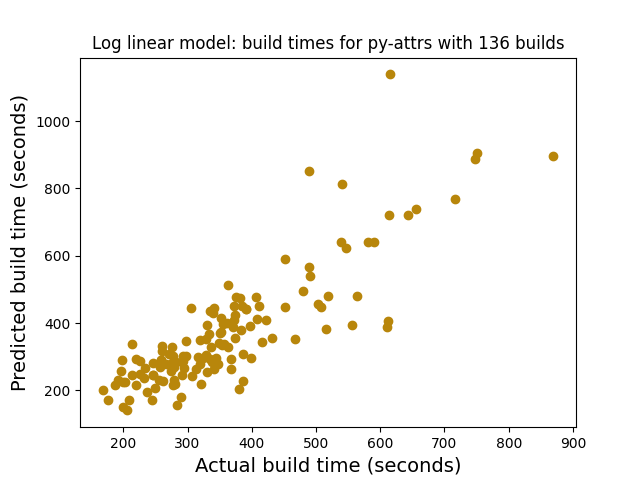 Log linear model: build times for py-attrs with 136 builds
1000
800
600
400
200
Predicted build time (seconds)
200 300 400 500 600 700 800 900
Actual build time (seconds)